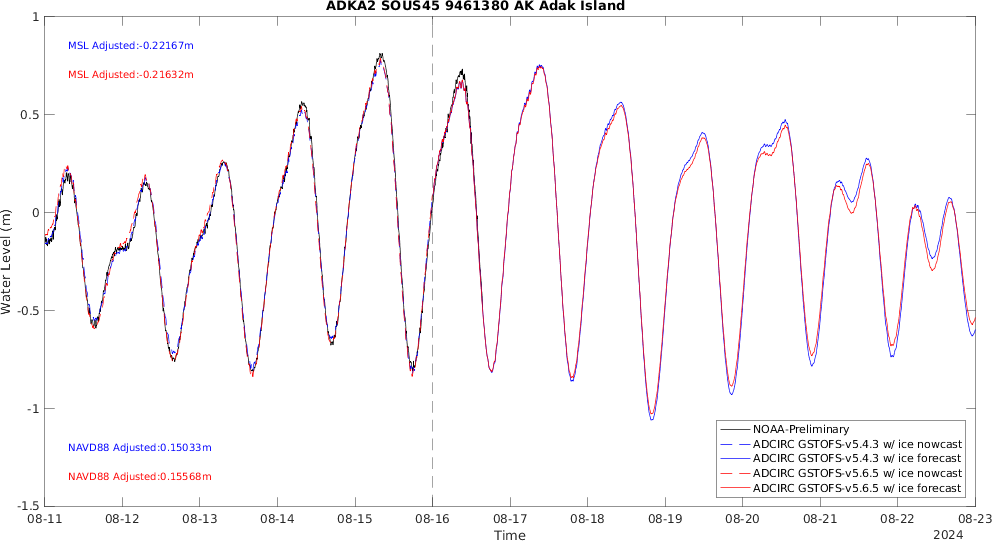 ADKA2 SOUS45 9461380 AK Adak Island
MSL Adjusted:-0.22167m
MSL Adjusted:-0.21632m
NAVD88 Adjusted:0.15033m
NAVD88 Adjusted:0.15568m
Water Level (m)
1
0.5
0
-0.5
-1
-1.5
NOAA-Preliminary
ADCIRC GSTOFS-v5.4.3 w/ ice nowcast
ADCIRC GSTOFS-v5.4.3 w/ ice forecast
ADCIRC GSTOFS-v5.6.5 w/ ice nowcast
ADCIRC GSTOFS-v5.6.5 w/ ice forecast
08-11 08-12 08-13 08-14 08-15 08-16 08-17 08-18 08-19 08-20 08-21 08-22 08-23
Time
2024